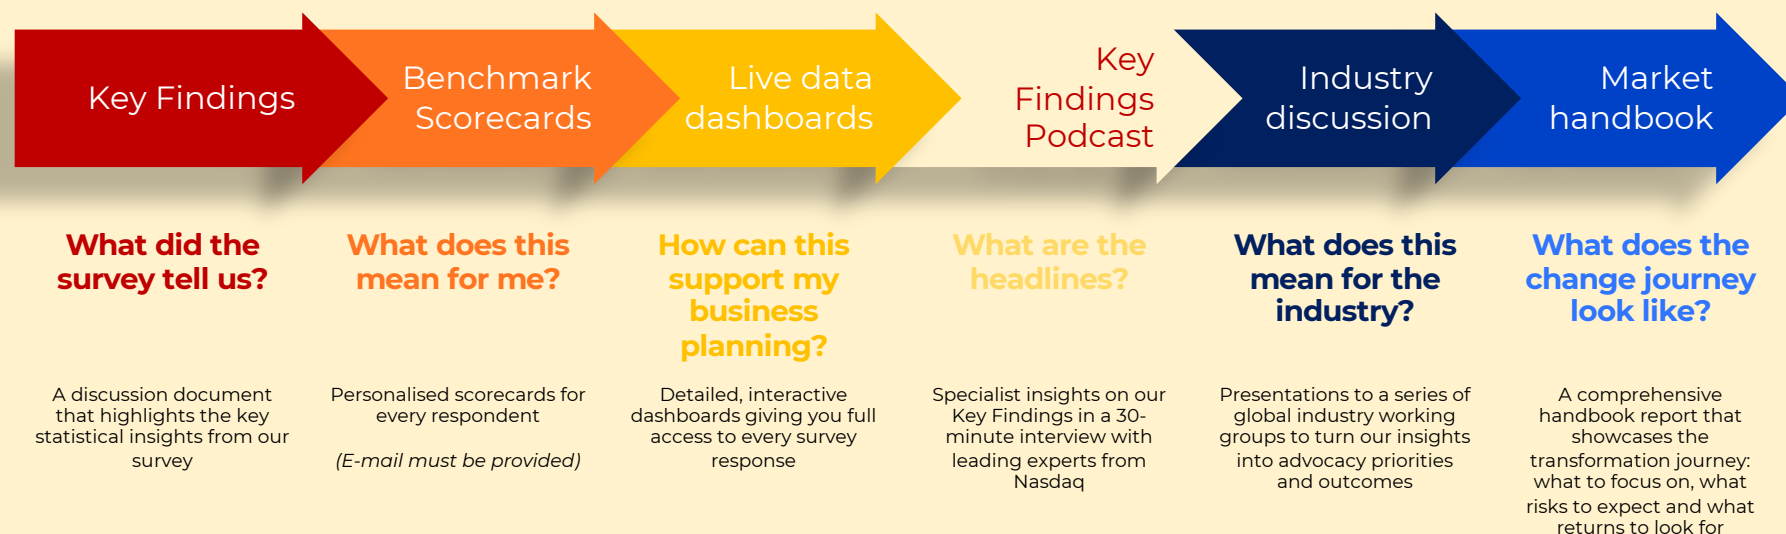 Key Findings
Benchmark
Scorecards
Live data
dashboards
Key
Findings
Podcast
Industry
discussion
Market
handbook
What did the
survey tell us?
What does this
mean for me?
How can this
support my
business
planning?
What are the
headlines?
What does this
mean for the
industry?
What does the
change journey
look like?
A discussion document
that highlights the key
statistical insights from our
survey
Personalised scorecards for
every respondent
(E-mail must be provided)
Detailed, interactive
dashboards giving you full
access to every survey
response
Specialist insights on our
Key Findings in a 30-
minute interview with
leading experts from
Nasdaq
Presentations to a series of
global industry working
groups to turn our insights
into advocacy priorities
and outcomes
A comprehensive
handbook report that
showcases the
transformation journey:
what to focus on, what
risks to expect and what
returns to look for